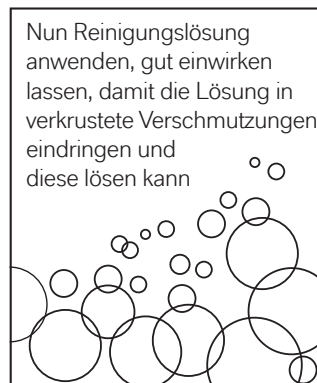 Nun Reinigungslösung
anwenden, gut einwirken
lassen, damit die Lösung in
verkrustete Verschmutzungen
eindringen und
diese lösen kann